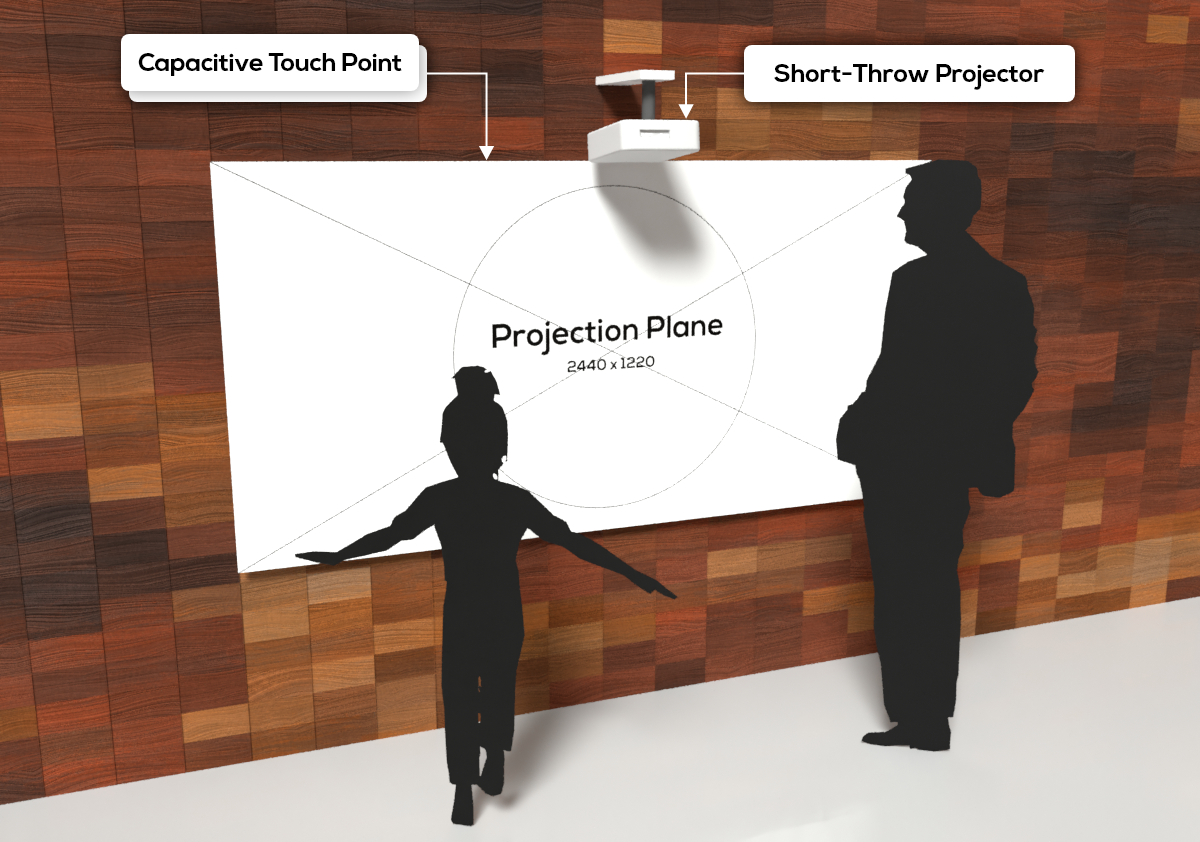 Capacitive Touch Point
Short-Throw Projector
Projection Plane
2440 x 1220